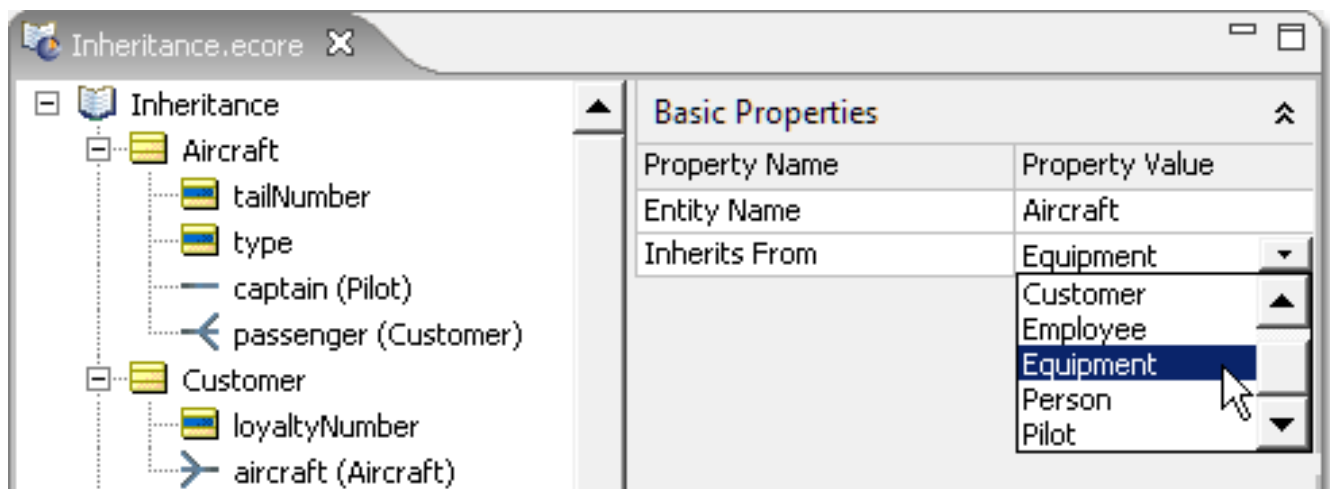 Inheritance.ecore
Inheritance
Aircraft
tailNumber
type
captain (Pilot)
passenger (Customer)
Customer
loyaltyNumber
aircraft (Aircraft)
Basic Properties
Property Name Property Value
Entity Name Aircraft
Inherits From Equipment
Customer
Employee
Equipment
Person
Pilot